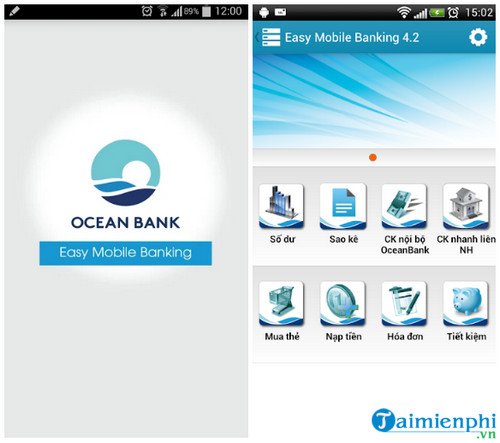 89% 12:00
OCEAN BANK
Easy Mobile Banking
15:02
Easy Mobile Banking 4.2
Số dư
Sao kê
CK nội bộ
OceanBank
CK nhanh liên
NH
Mua thẻ
Nạp tiền
Hóa đơn
Tiết kiệm
Taimienphi
.vn